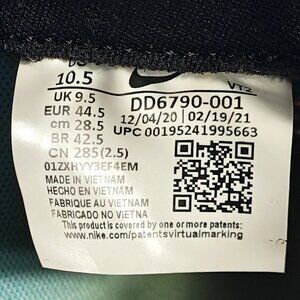 10.5
VT2
UK 9.5
EUR 44.5
cm 28.5
BR 42.5
CN 285(2.5)
DD6790-001
12/04/20 | 02/19/21
UPC 00195241995663
01ZXHYY3EF4EM
MADE IN VIETNAM
HECHO EN VIETNAM
FABRIQUE AU VIETNAM
FABRICADO NO VIETNA
This product is covered by one or more patents:
www.nike.com/patentsvirtualmarking